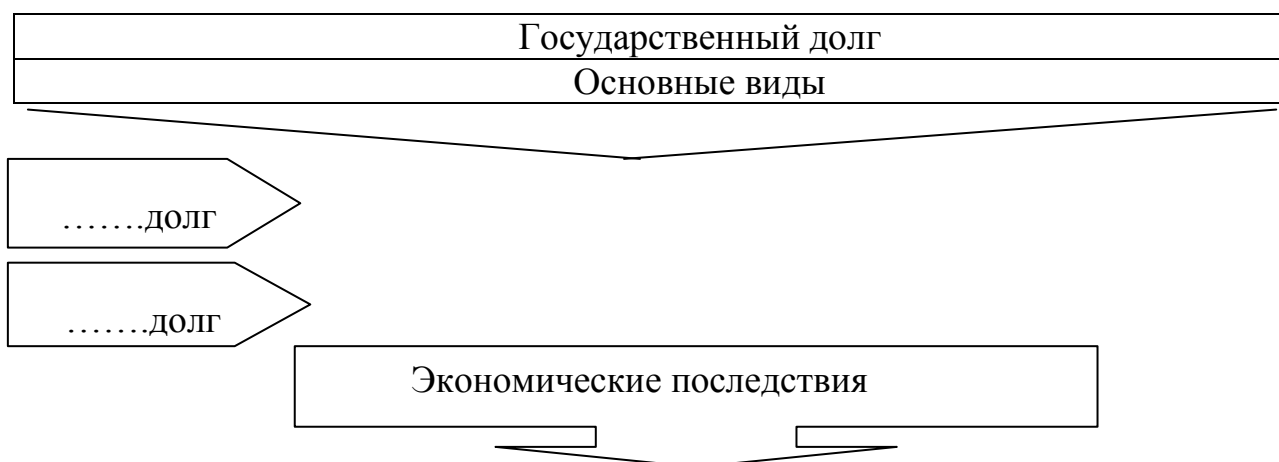 Государственный долг
Основные виды
…….долг
…….долг
Экономические последствия